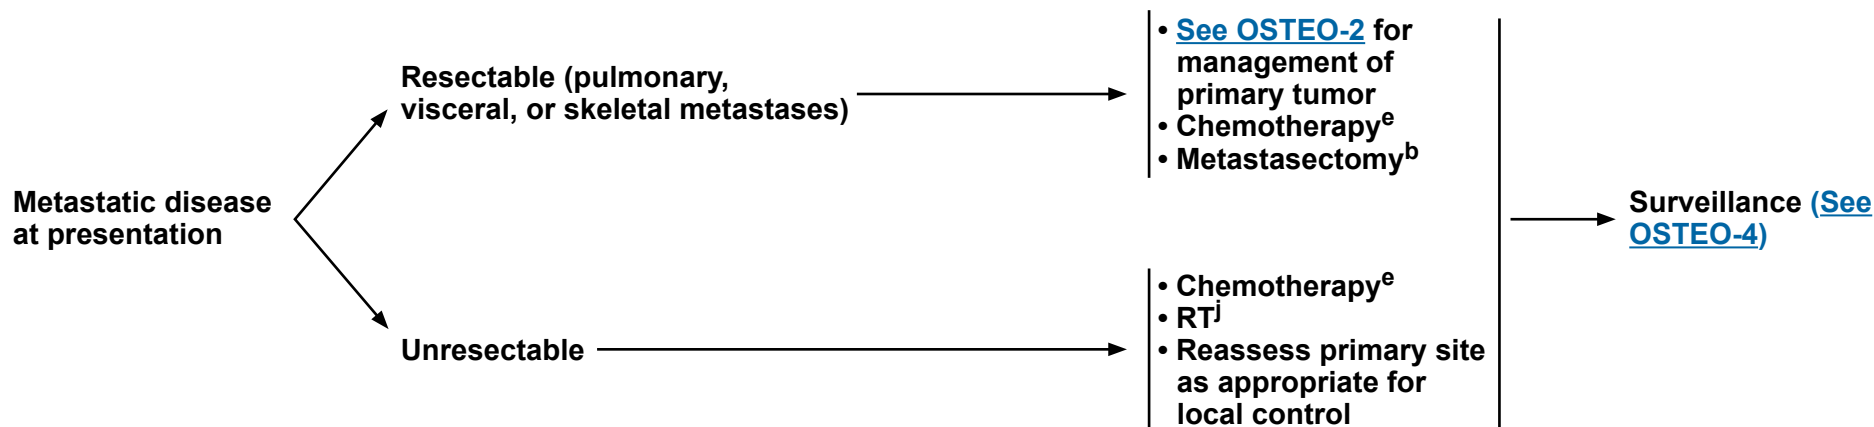 Metastatic disease
at presentation
Resectable (pulmonary,
visceral, or skeletal metastases)
• See OSTEO-2 for
management of
primary tumor
• Chemotherapyᵉ
• Metastasectomyᵇ
Unresectable
• Chemotherapyᵉ
• RTʲ
• Reassess primary site
as appropriate for
local control
Surveillance (See
OSTEO-4)